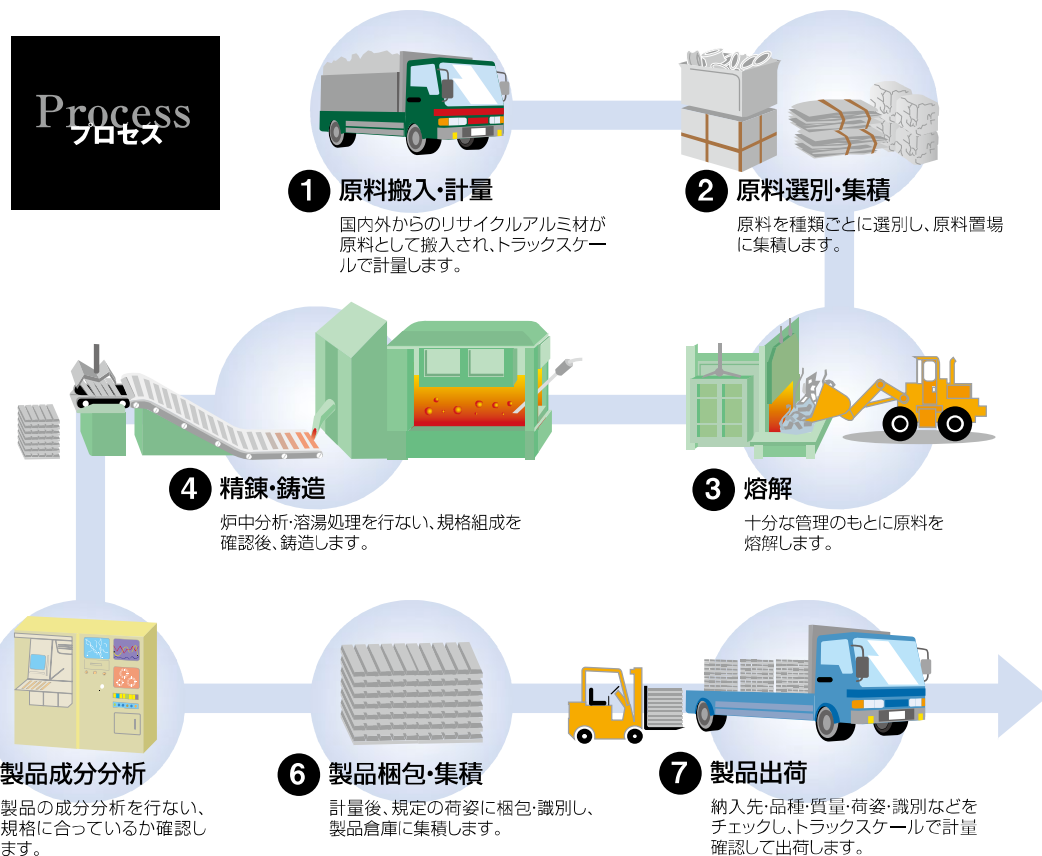 Process
プロセス
1 原料搬入・計量
国内外からのリサイクルアルミ材が
原料として搬入され、トラックスケー
ルで計量します。
2 原料選別・集積
原料を種類ごとに選別し、原料置場
に集積します。
3 熔解
十分な管理のもとに原料を
熔解します。
4 精錬・鋳造
炉中分析・溶湯処理を行ない、規格組成を
確認後、鋳造します。
製品成分分析
製品の成分分析を行ない、
規格に合っているか確認し
ます。
6 製品梱包・集積
計量後、規定の荷姿に梱包・識別し、
製品倉庫に集積します。
7 製品出荷
納入先・品種・質量・荷姿・識別などを
チェックし、トラックスケールで計量
確認して出荷します。